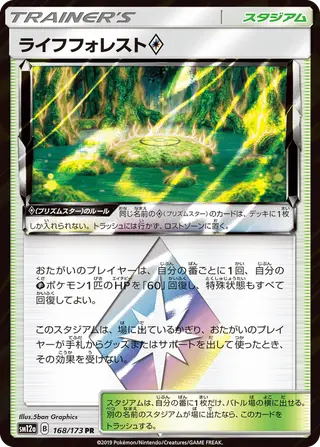 TRAINER'S
スタジアム
ライフフォレスト◇
◇(プリズムスター)のルール 同じ名前の◇(プリズムスター)のカードは、デッキに1枚
しか入れられない。トラッシュには行かず、ロストゾーンに置く。
おたがいのプレイヤーは、自分の番ごとに1回、自分の
ポケモン1匹のHPを「60」回復し、特殊状態もすべて
回復してよい。
このスタジアムは、場に出ているかぎり、おたがいのプレイヤー
が手札からグッズまたはサポートを出して使ったとき、
その効果を受けない。
Illus.5ban Graphics
sm12a B 168/173 PR
スタジアムは、自分の番に1枚だけ、バトル場の横に出せる。
別の名前のスタジアムが場に出たなら、このカードを
トラッシュする。
©2019 Pokémon/Nintendo/Creatures/GAME FREAK.